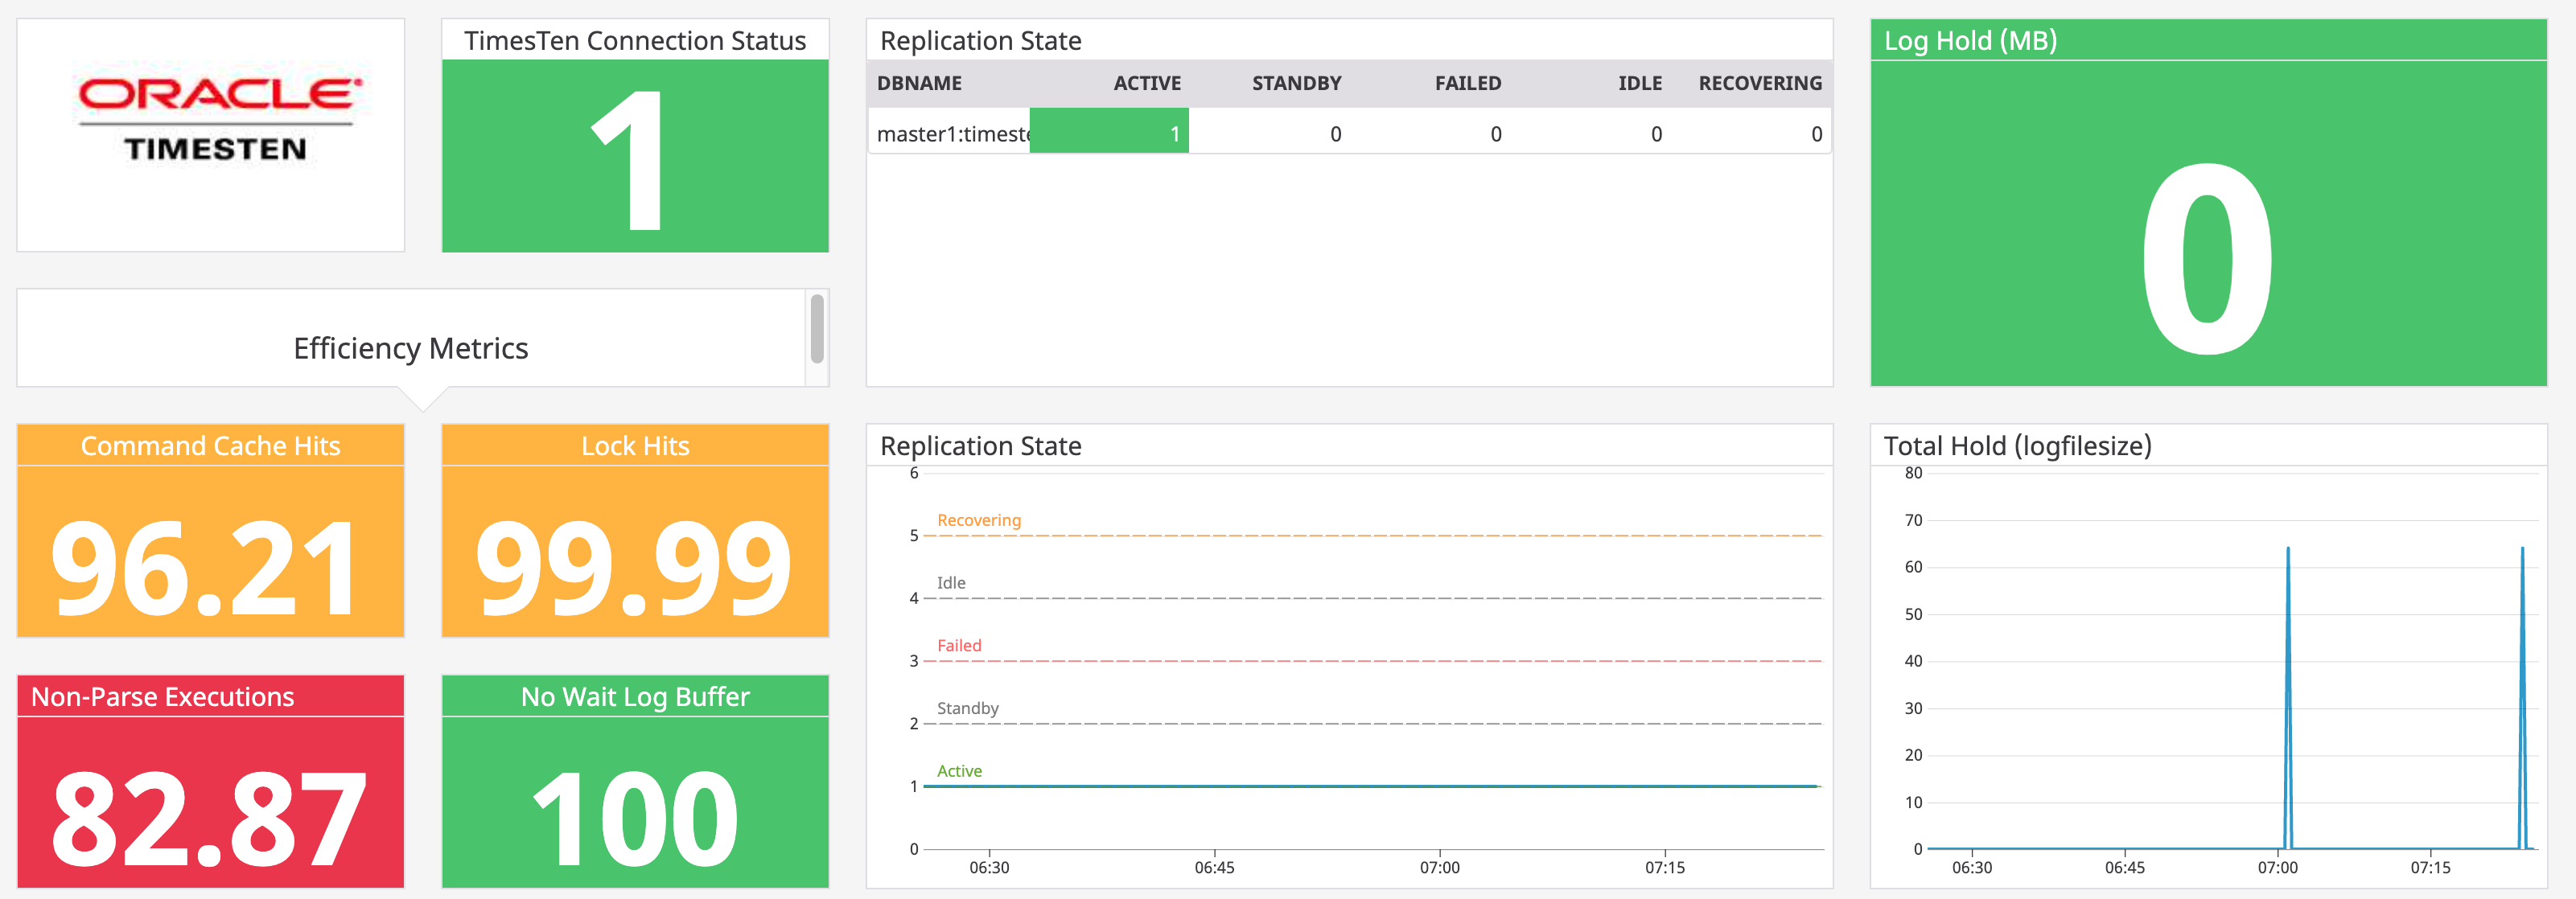 ORACLE
TIMESTEN
TimesTen Connection Status
1
Replication State
DBNAME ACTIVE STANDBY FAILED IDLE RECOVERING
master1:timeste 1 0 0 0 0
Log Hold (MB)
0
Efficiency Metrics
Command Cache Hits
96.21
Lock Hits
99.99
Non-Parse Executions
82.87
No Wait Log Buffer
100
Replication State
6
Recovering
5
Idle
4
Failed
3
Standby
2
Active
1
0
06:30 06:45 07:00 07:15
Total Hold (logfilesize)
80
70
60
50
40
30
20
10
0
06:30 06:45 07:00 07:15